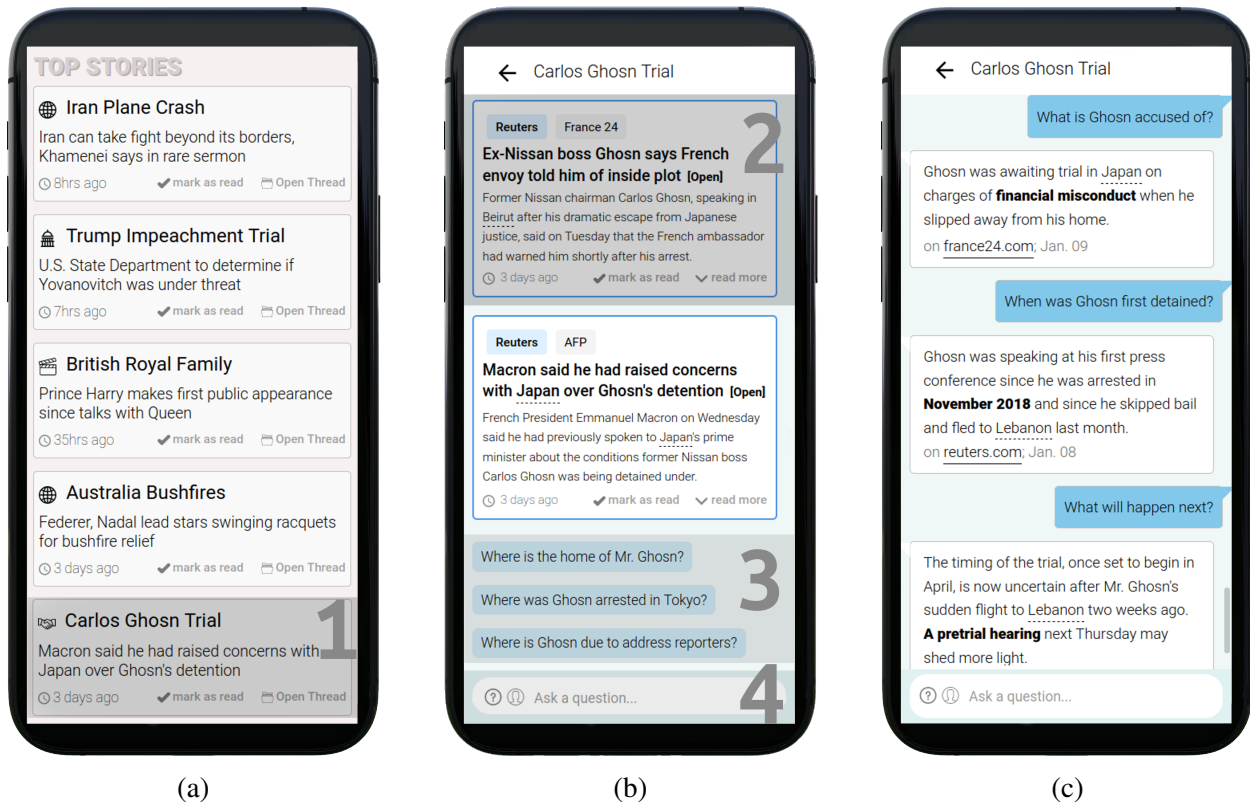 TOP STORIES
Iran Plane Crash
Iran can take fight beyond its borders,
Khamenei says in rare sermon
8hrs ago mark as read Open Thread
Trump Impeachment Trial
U.S. State Department to determine if
Yovanovitch was under threat
7hrs ago mark as read Open Thread
British Royal Family
Prince Harry makes first public appearance
since talks with Queen
35hrs ago mark as read Open Thread
Australia Bushfires
Federer, Nadal lead stars swinging racquets
for bushfire relief
3 days ago mark as read Open Thread
1
Carlos Ghosn Trial
Macron said he had raised concerns with
Japan over Ghosn's detention
3 days ago mark as read Open Thread
(a)
Carlos Ghosn Trial
2
Reuters France 24
Ex-Nissan boss Ghosn says French
envoy told him of inside plot [Open]
Former Nissan chairman Carlos Ghosn, speaking in
Beirut after his dramatic escape from Japanese
justice, said on Tuesday that the French ambassador
had warned him shortly after his arrest.
3 days ago mark as read read more
Reuters AFP
Macron said he had raised concerns
with Japan over Ghosn's detention [Open]
French President Emmanuel Macron on Wednesday
said he had previously spoken to Japan's prime
minister about the conditions former Nissan boss
Carlos Ghosn was being detained under.
3 days ago mark as read read more
Where is the home of Mr. Ghosn?
3
Where was Ghosn arrested in Tokyo?
Where is Ghosn due to address reporters?
4
Ask a question...
(b)
Carlos Ghosn Trial
What is Ghosn accused of?
Ghosn was awaiting trial in Japan on
charges of financial misconduct when he
slipped away from his home.
on france24.com; Jan. 09
When was Ghosn first detained?
Ghosn was speaking at his first press
conference since he was arrested in
November 2018 and since he skipped bail
and fled to Lebanon last month.
on reuters.com; Jan. 08
What will happen next?
The timing of the trial, once set to begin in
April, is now uncertain after Mr. Ghosn's
sudden flight to Lebanon two weeks ago.
A pretrial hearing next Thursday may
shed more light.
Ask a question...
(c)